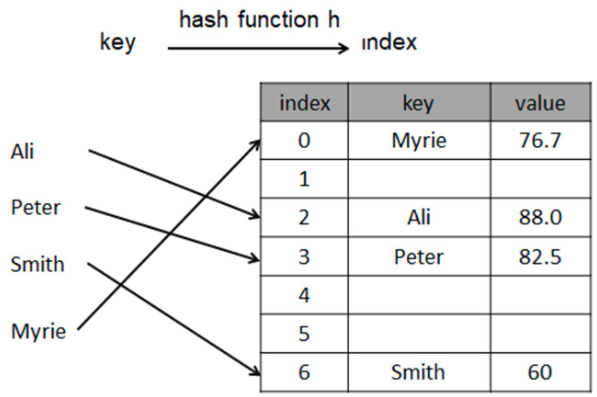 hash function h
key index
index key value
Ali
0 Myrie 76.7
1
Peter
2 Ali 88.0
3 Peter 82.5
Smith
4
Myrie
5
6 Smith 60